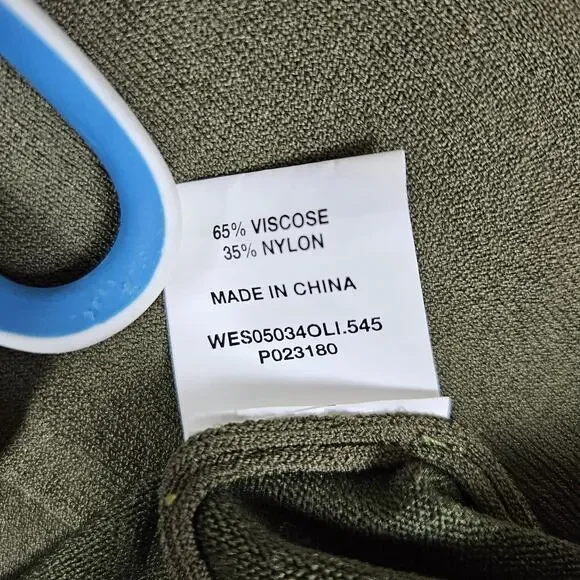 65% VISCOSE
35% NYLON
MADE IN CHINA
WES05034OLI.545
P023180